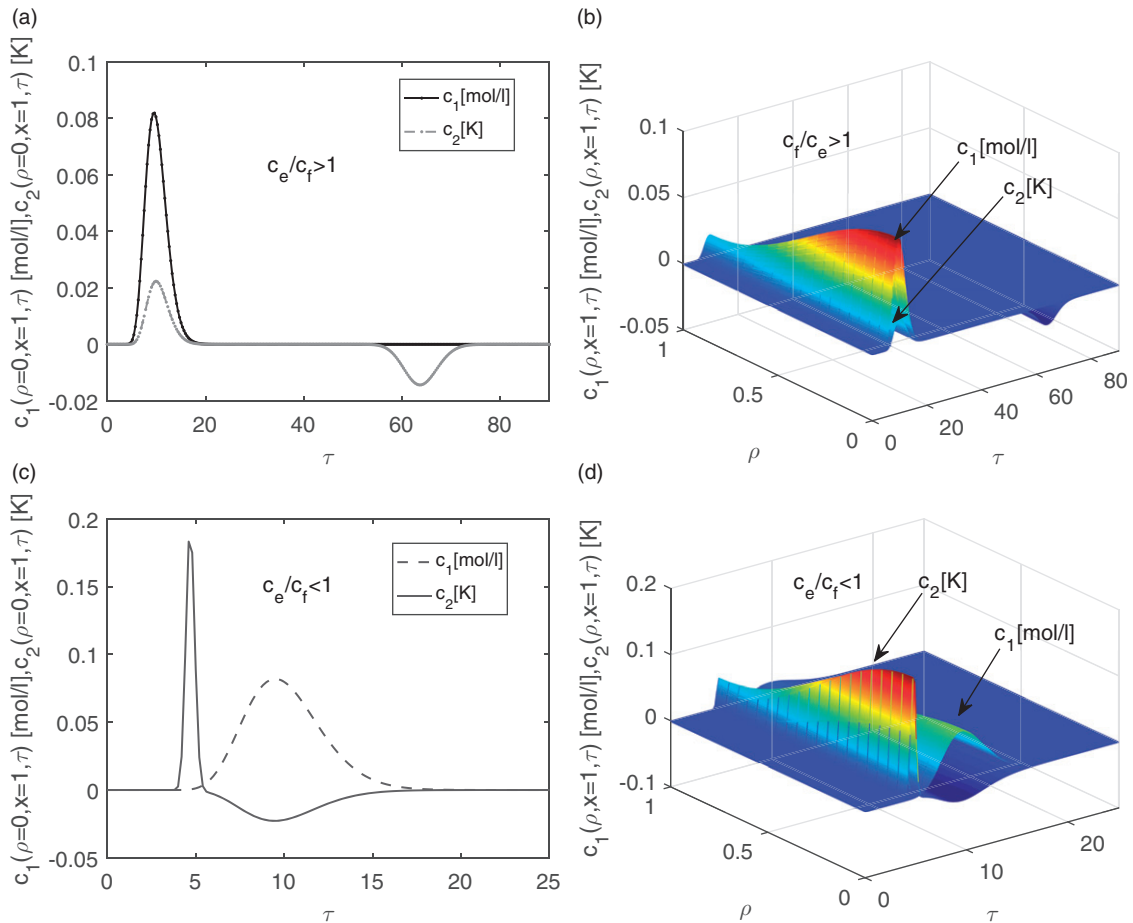 (a)
c₁(ρ=0,x=1,τ) [mol/l],c₂(ρ=0,x=1,τ) [K]
0.1
0.08
0.06
0.04
0.02
0
-0.02
0 20 40 60 80
τ
c₁[mol/l]
c₂[K]
cₑ/c_f>1
(b)
c₁(ρ,x=1,τ) [mol/l],c₂(ρ,x=1,τ) [K]
0.1
0.05
0
-0.05
1
0.5
0
ρ
0
20
40
60
80
τ
c_f/cₑ>1
c₁[mol/l]
c₂[K]
(c)
c₁(ρ=0,x=1,τ) [mol/l],c₂(ρ=0,x=1,τ) [K]
0.2
0.15
0.1
0.05
0
-0.05
0 5 10 15 20 25
τ
c₁[mol/l]
c₂[K]
cₑ/c_f<1
(d)
c₁(ρ,x=1,τ) [mol/l],c₂(ρ,x=1,τ) [K]
0.2
0.1
0
-0.1
1
0.5
0
ρ
0
10
20
τ
cₑ/c_f<1
c₂[K]
c₁[mol/l]